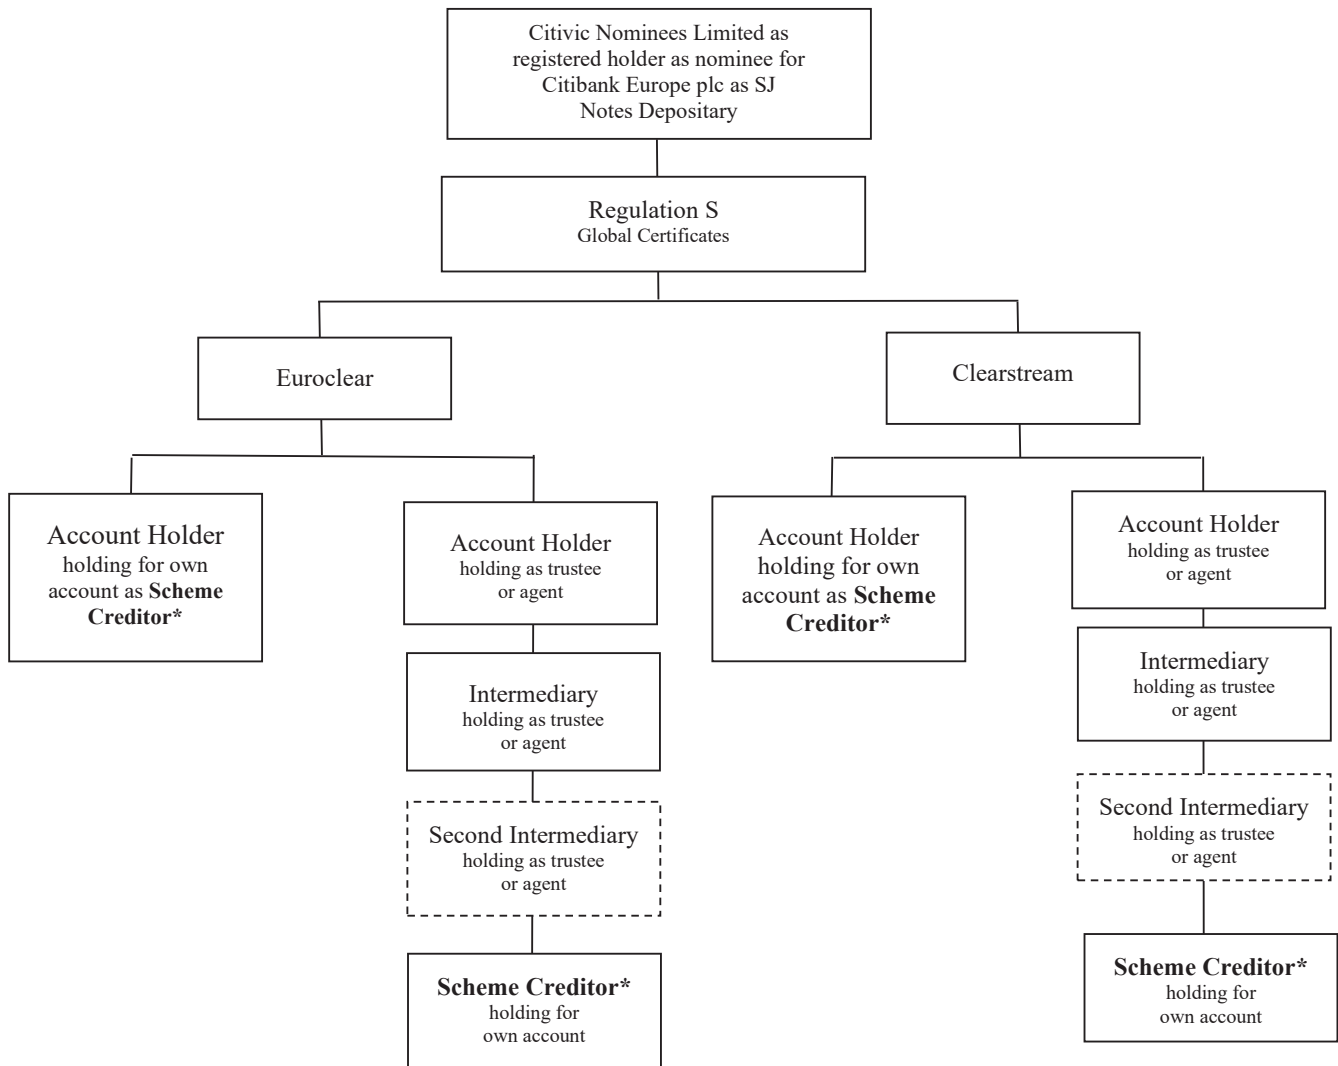 Citivic Nominees Limited as
registered holder as nominee for
Citibank Europe plc as SJ
Notes Depositary
Regulation S
Global Certificates
Euroclear
Clearstream
Account Holder
holding for own
account as Scheme
Creditor*
Account Holder
holding as trustee
or agent
Account Holder
holding for own
account as Scheme
Creditor*
Account Holder
holding as trustee
or agent
Intermediary
holding as trustee
or agent
Intermediary
holding as trustee
or agent
Second Intermediary
holding as trustee
or agent
Second Intermediary
holding as trustee
or agent
Scheme Creditor*
holding for
own account
Scheme Creditor*
holding for
own account